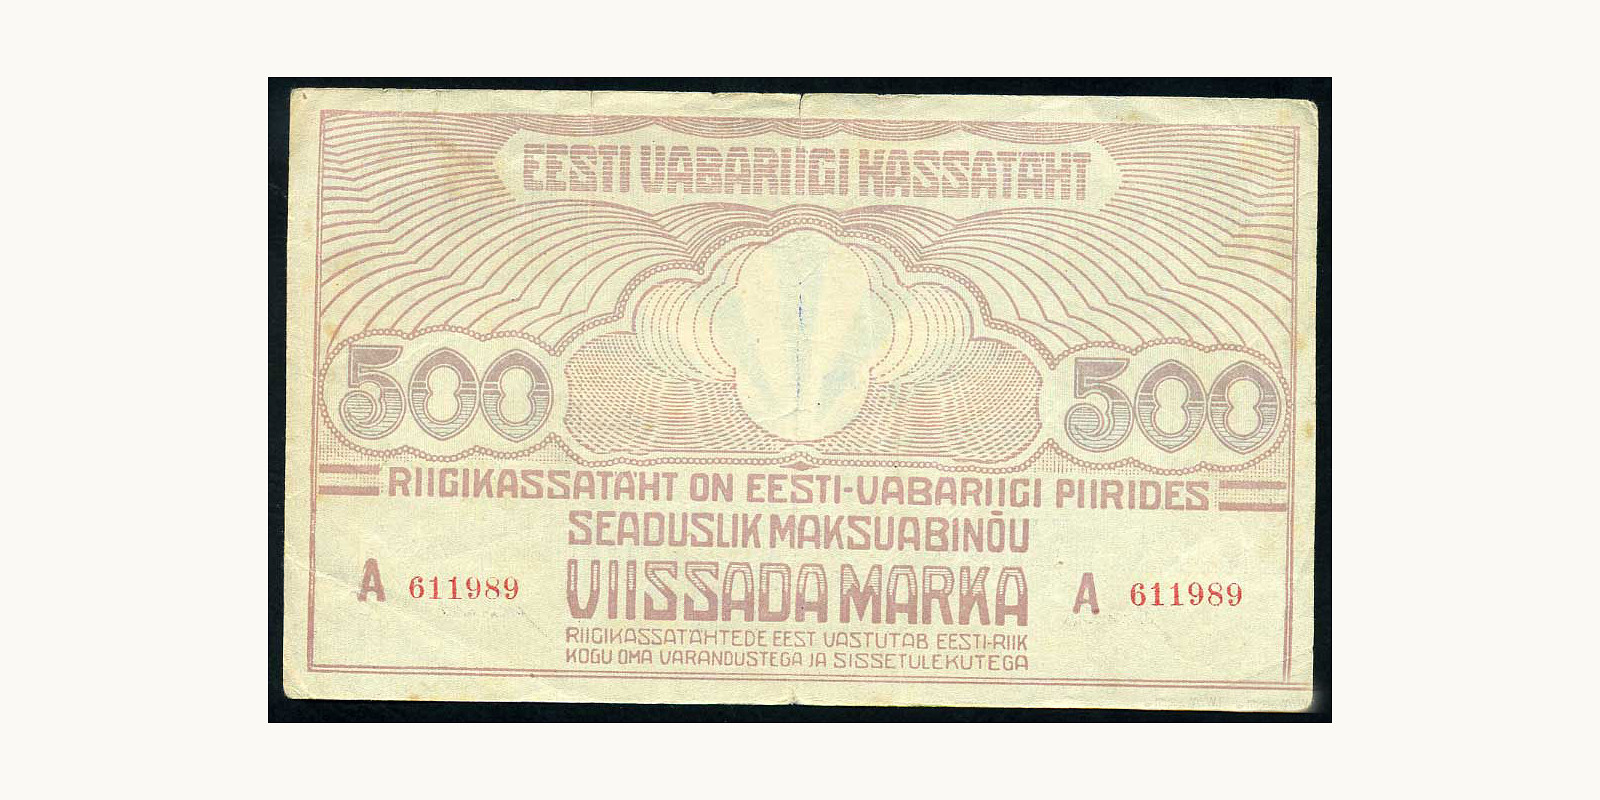 EESTI VABARIIGI KASSATÄHT
500 500
RIIGIKASSATÄHT ON EESTI-VABARIIGI PIIRIDES
SEADUSLIK MAKSUABINÕU
A 611989 VIISSADA MARKA A 611989
RIIGIKASSATÄHTEDE EEST VASTUTAB EESTI-RIIK
KOGU OMA VARANDUSTEGA JA SISSETULEKUTEGA